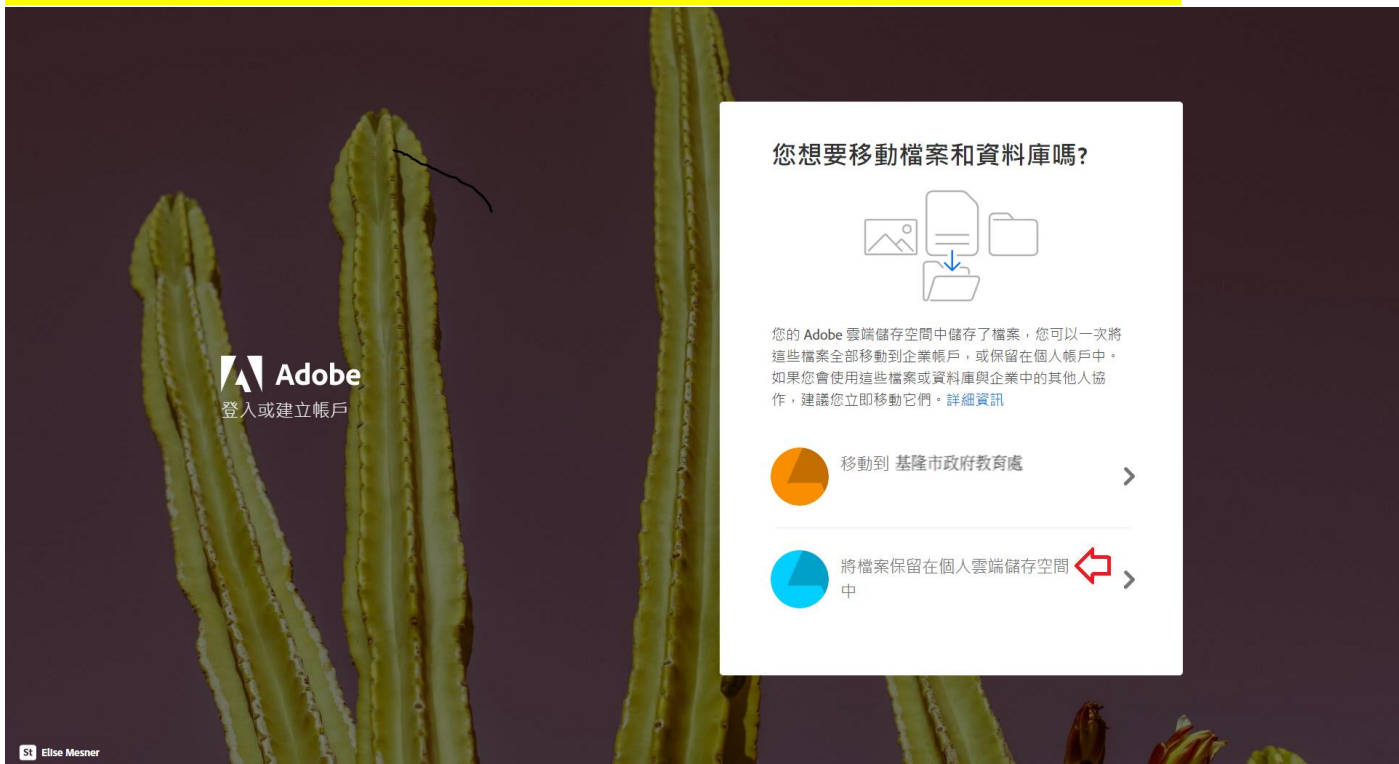 您想要移動檔案和資料庫嗎?
您的 Adobe 雲端儲存空間中儲存了檔案，您可以一次將
這些檔案全部移動到企業帳戶，或保留在個人帳戶中。
如果您會使用這些檔案或資料庫與企業中的其他人協
作，建議您立即移動它們。詳細資訊
移動到 基隆市政府教育處
將檔案保留在個人雲端儲存空間
中
Adobe
登入或建立帳戶
St Elise Mesner